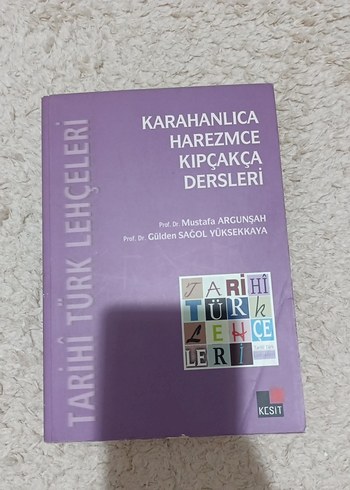 TARİHÎ TÜRK LEHÇELERİ
KARAHANLICA
HAREZMCE
KIPÇAKÇA
DERSLERİ
Prof. Dr. Mustafa ARGUNŞAH
Prof. Dr. Gülden SAĞOL YÜKSEKKAYA
TARİHÎ
TÜRK
LEHÇE
LERİ
KESİT